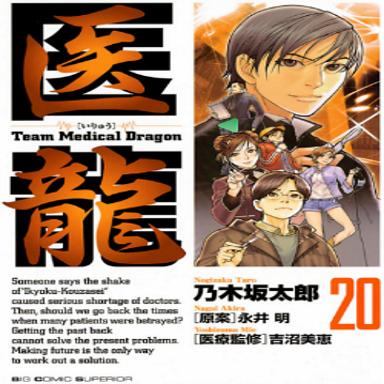 医
[いりゅう]
Team Medical Dragon
龍
Someone says the shake
of "Ikyoku-Kouzasei"
caused serious shortage of doctors.
Then, should we go back the times
when many patients were betrayed?
Getting the past back
cannot solve the present problems.
Making future is the only way
to work out a solution.
BIG COMIC SUPERIOR
Nogizaka Taro
乃木坂太郎
Nagai Akira
[原案]永井 明
Yoshinuma Mie
[医療監修]吉沼美恵
20